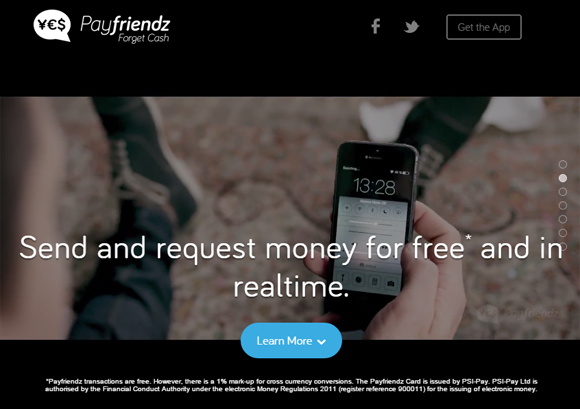 ¥€$
Payfriendz
Forget Cash
Get the App
13:28
Send and request money for free* and in
realtime.
Payfriendz
Learn More
*Payfriendz transactions are free. However, there is a 1% mark-up for cross currency conversions. The Payfriendz Card is issued by PSI-Pay. PSI-Pay Ltd is
authorised by the Financial Conduct Authority under the electronic Money Regulations 2011 (register reference 900011) for the issuing of electronic money.